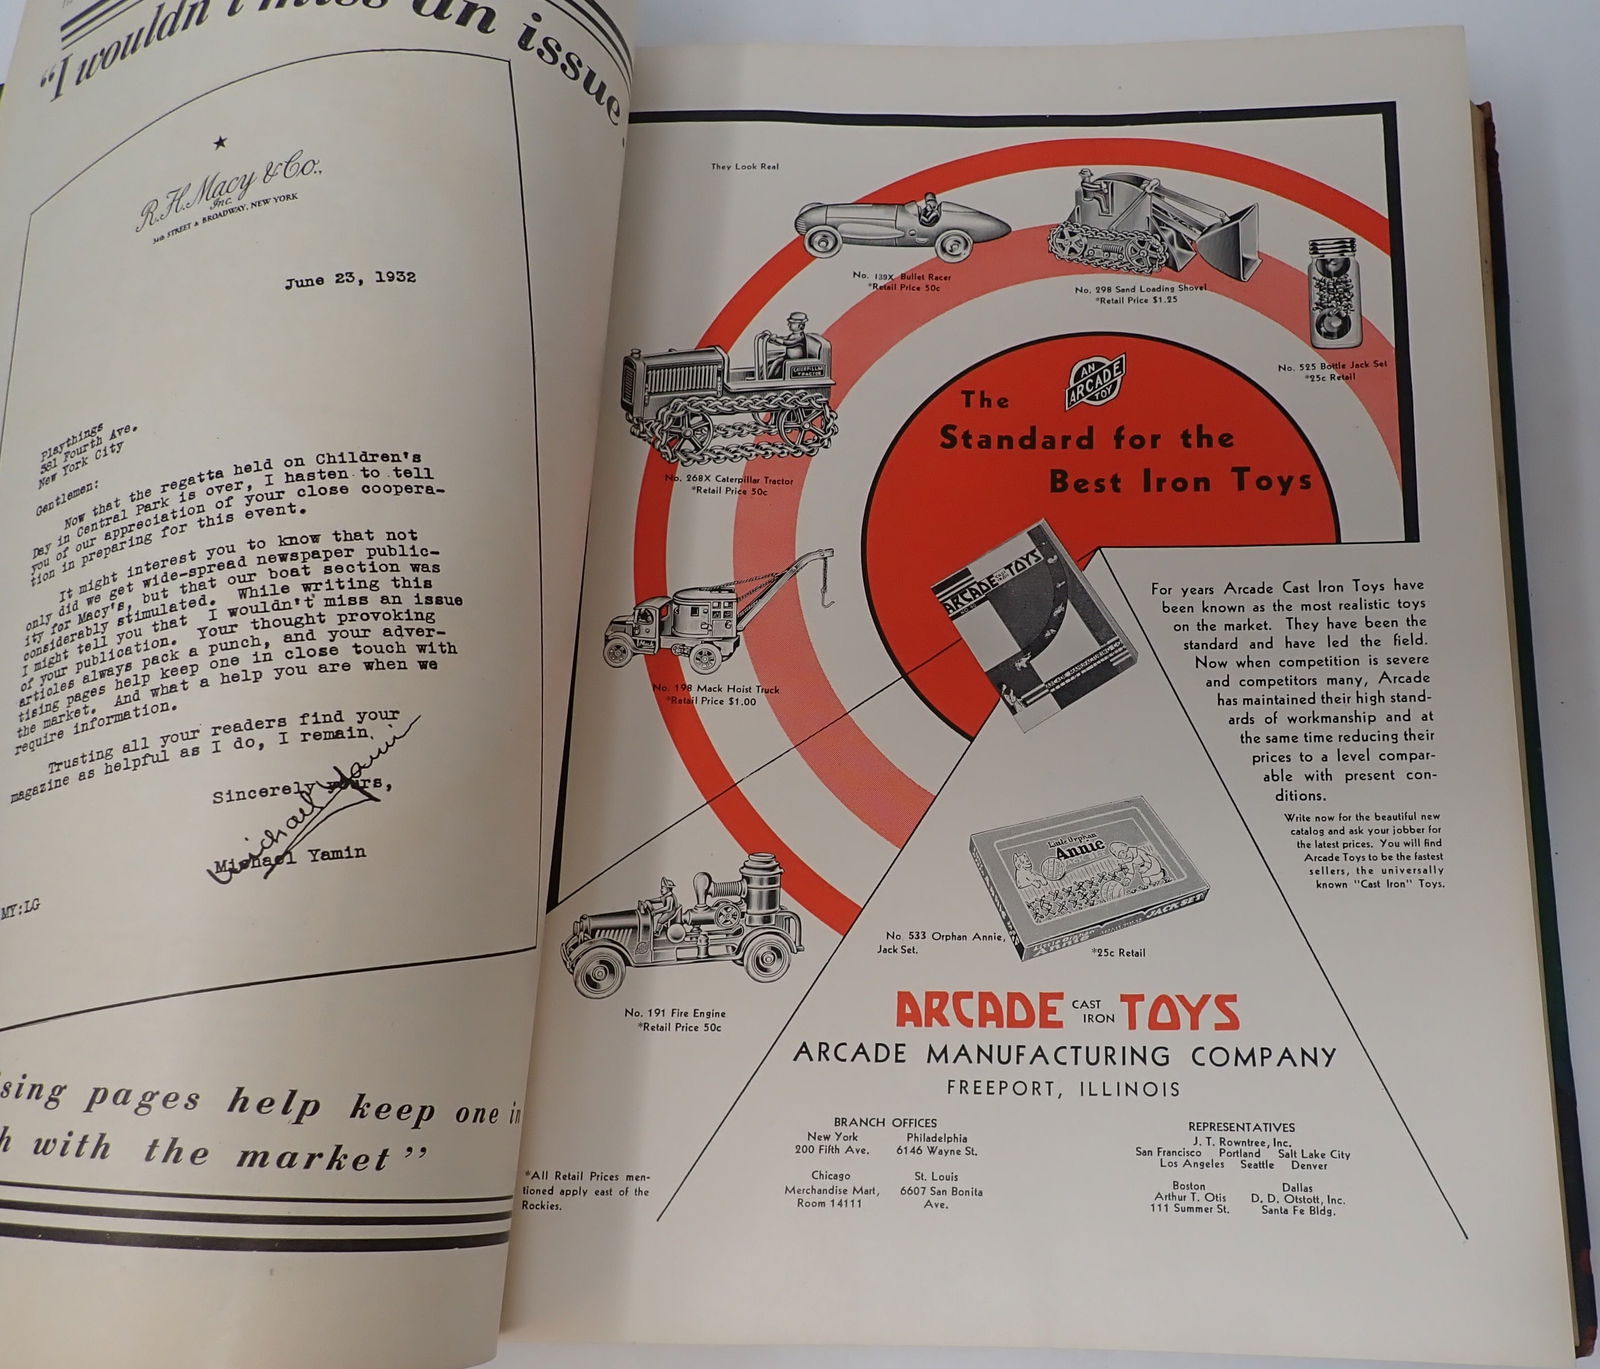 "I wouldn't miss an issue
R. H. Macy & Co.,
Inc.
34th STREET & BROADWAY, NEW YORK
June 23, 1932
Playthings
381 Fourth Ave.
New York City
Gentlemen:
Now that the regatta held on Children's
Day in Central Park is over, I hasten to tell
you of our appreciation of your close coopera-
tion in preparing for this event.
It might interest you to know that not
only did we get wide-spread newspaper public-
ity for Macy's, but that our boat section was
considerably stimulated. While writing this
I might tell you that I wouldn't miss an issue
of your publication. Your thought provoking
articles always pack a punch, and your adver-
tising pages help keep one in close touch with
the market. And what a help you are when we
require information.
Trusting all your readers find your
magazine as helpful as I do, I remain,
Sincerely yours,
Michael Yamin
Michael Yamin
MY:LG
sing pages help keep one in
h with the market"
They Look Real
No. 139X Bullet Racer
*Retail Price 50c
No. 298 Sand Loading Shovel
*Retail Price $1.25
No. 525 Bottle Jack Set
*25c Retail
CATERPILLAR
TRACTOR
No. 268X Caterpillar Tractor
*Retail Price 50c
No. 198 Mack Hoist Truck
*Retail Price $1.00
No. 191 Fire Engine
*Retail Price 50c
AN
ARCADE
TOY
The
Standard for the
Best Iron Toys
ARCADE CAST IRON TOYS
For years Arcade Cast Iron Toys have
been known as the most realistic toys
on the market. They have been the
standard and have led the field.
Now when competition is severe
and competitors many, Arcade
has maintained their high stand-
ards of workmanship and at
the same time reducing their
prices to a level compar-
able with present con-
ditions.
Write now for the beautiful new
catalog and ask your jobber for
the latest prices. You will find
Arcade Toys to be the fastest
sellers, the universally
known "Cast Iron" Toys.
Little Orphan
Annie
JACK SET
No. 533 Orphan Annie,
Jack Set.
*25c Retail
ARCADE CAST IRON TOYS
ARCADE MANUFACTURING COMPANY
FREEPORT, ILLINOIS
BRANCH OFFICES
New York Philadelphia
200 Fifth Ave. 6146 Wayne St.
Chicago St. Louis
Merchandise Mart, 6607 San Bonita
Room 14111 Ave.
REPRESENTATIVES
J. T. Rowntree, Inc.
San Francisco Portland Salt Lake City
Los Angeles Seattle Denver
Boston Dallas
Arthur T. Otis D. D. Otstott, Inc.
111 Summer St. Santa Fe Bldg.
*All Retail Prices men-
tioned apply east of the
Rockies.